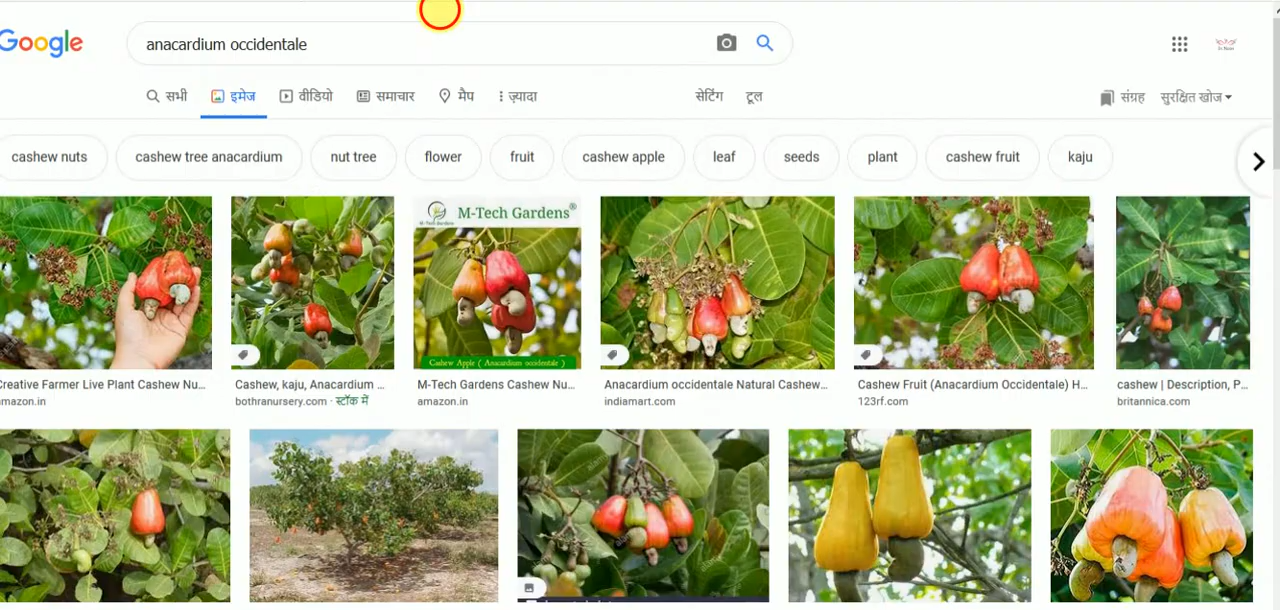 Google
anacardium occidentale
सभी इमेज वीडियो समाचार मैप ज़्यादा सेटिंग टूल संग्रह सुरक्षित खोज
cashew nuts cashew tree anacardium nut tree flower fruit cashew apple leaf seeds plant cashew fruit kaju
M-Tech Gardens®
Cashew Apple ( Anacardium occidentale )
Creative Farmer Live Plant Cashew Nu... Cashew, kaju, Anacardium ... M-Tech Gardens Cashew Nu... Anacardium occidentale Natural Cashew... Cashew Fruit (Anacardium Occidentale) H... cashew | Description, P...
amazon.in bothranursery.com · स्टॉक में amazon.in indiamart.com 123rf.com britannica.com